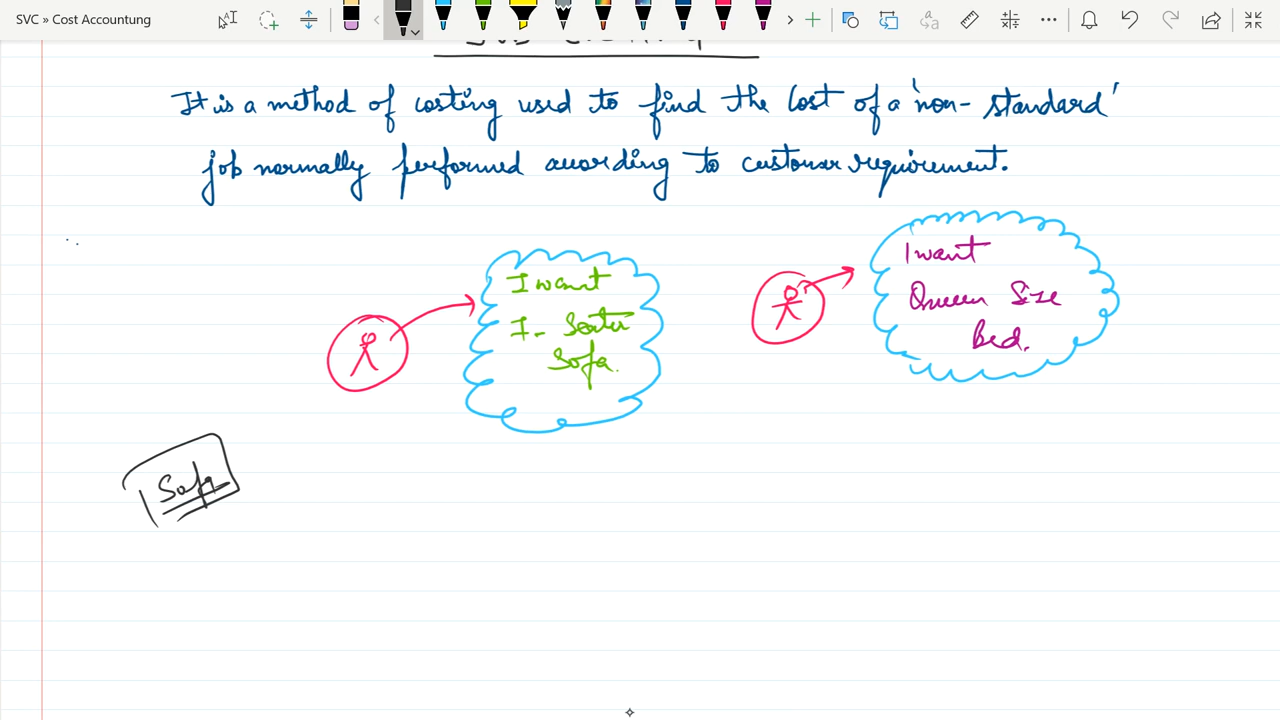 SVC » Cost Accountung
It is a method of costing used to find the Cost of a 'non-standard'
job normally performed according to customer requirement.
I want
I - Seater
Sofa.
I want
Queen Size
Bed.
Sofa